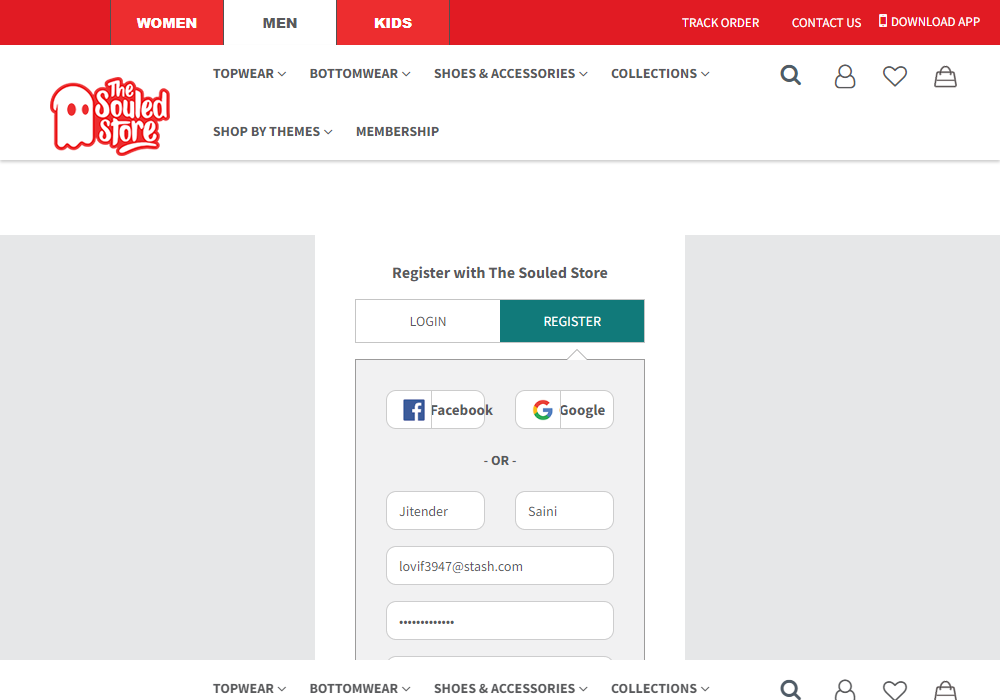 WOMEN MEN KIDS TRACK ORDER CONTACT US DOWNLOAD APP
TOPWEAR BOTTOMWEAR SHOES & ACCESSORIES COLLECTIONS
The
Souled
Store
SHOP BY THEMES MEMBERSHIP
Register with The Souled Store
LOGIN REGISTER
Facebook Google
- OR -
Jitender Saini
lovif3947@stash.com
•••••••••••••
TOPWEAR BOTTOMWEAR SHOES & ACCESSORIES COLLECTIONS